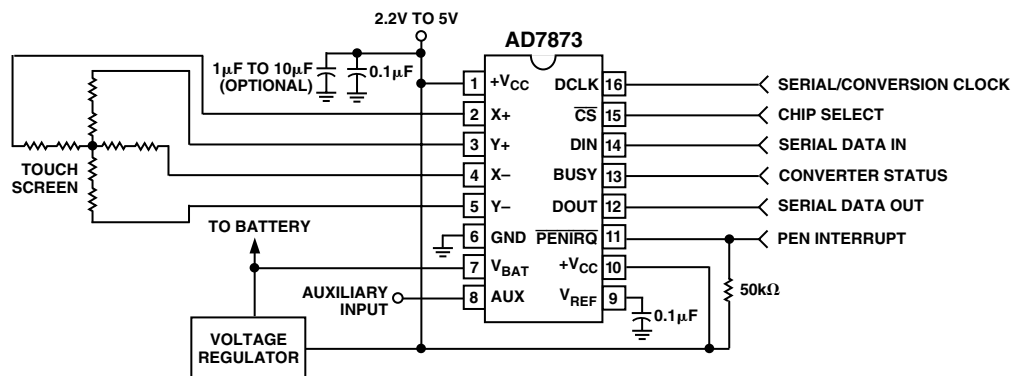 2.2V TO 5V
1μF TO 10μF
(OPTIONAL)
0.1μF
TOUCH
SCREEN
AD7873
1 +VCC
2 X+
3 Y+
4 X–
5 Y–
6 GND
7 VBAT
8 AUX
DCLK 16
CS 15
DIN 14
BUSY 13
DOUT 12
PENIRQ 11
+VCC 10
VREF 9
SERIAL/CONVERSION CLOCK
CHIP SELECT
SERIAL DATA IN
CONVERTER STATUS
SERIAL DATA OUT
PEN INTERRUPT
50kΩ
0.1μF
TO BATTERY
AUXILIARY
INPUT
VOLTAGE
REGULATOR